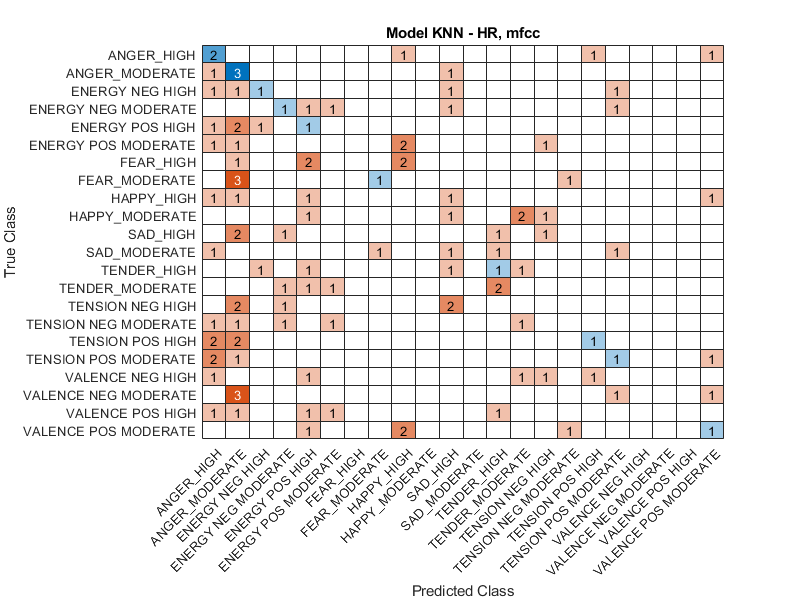 Model KNN - HR, mfcc
ANGER_HIGH 2 1 1 1
ANGER_MODERATE 1 3 1
ENERGY NEG HIGH 1 1 1 1 1
ENERGY NEG MODERATE 1 1 1 1 1
ENERGY POS HIGH 1 2 1 1
ENERGY POS MODERATE 1 1 2 1
FEAR_HIGH 1 2 2
FEAR_MODERATE 3 1 1
HAPPY_HIGH 1 1 1 1 1
HAPPY_MODERATE 1 1 2 1
SAD_HIGH 2 1 1 1
SAD_MODERATE 1 1 1 1 1
TENDER_HIGH 1 1 1 1 1
TENDER_MODERATE 1 1 1 2
TENSION NEG HIGH 2 1 2
TENSION NEG MODERATE 1 1 1 1 1
TENSION POS HIGH 2 2 1
TENSION POS MODERATE 2 1 1 1
VALENCE NEG HIGH 1 1 1 1 1
VALENCE NEG MODERATE 3 1 1
VALENCE POS HIGH 1 1 1 1 1
VALENCE POS MODERATE 1 2 1 1
True Class
ANGER_HIGH
ANGER_MODERATE
ENERGY NEG HIGH
ENERGY NEG MODERATE
ENERGY POS HIGH
ENERGY POS MODERATE
FEAR_HIGH
FEAR_MODERATE
HAPPY_HIGH
HAPPY_MODERATE
SAD_HIGH
SAD_MODERATE
TENDER_HIGH
TENDER_MODERATE
TENSION NEG HIGH
TENSION NEG MODERATE
TENSION POS HIGH
TENSION POS MODERATE
VALENCE NEG HIGH
VALENCE NEG MODERATE
VALENCE POS HIGH
VALENCE POS MODERATE
Predicted Class